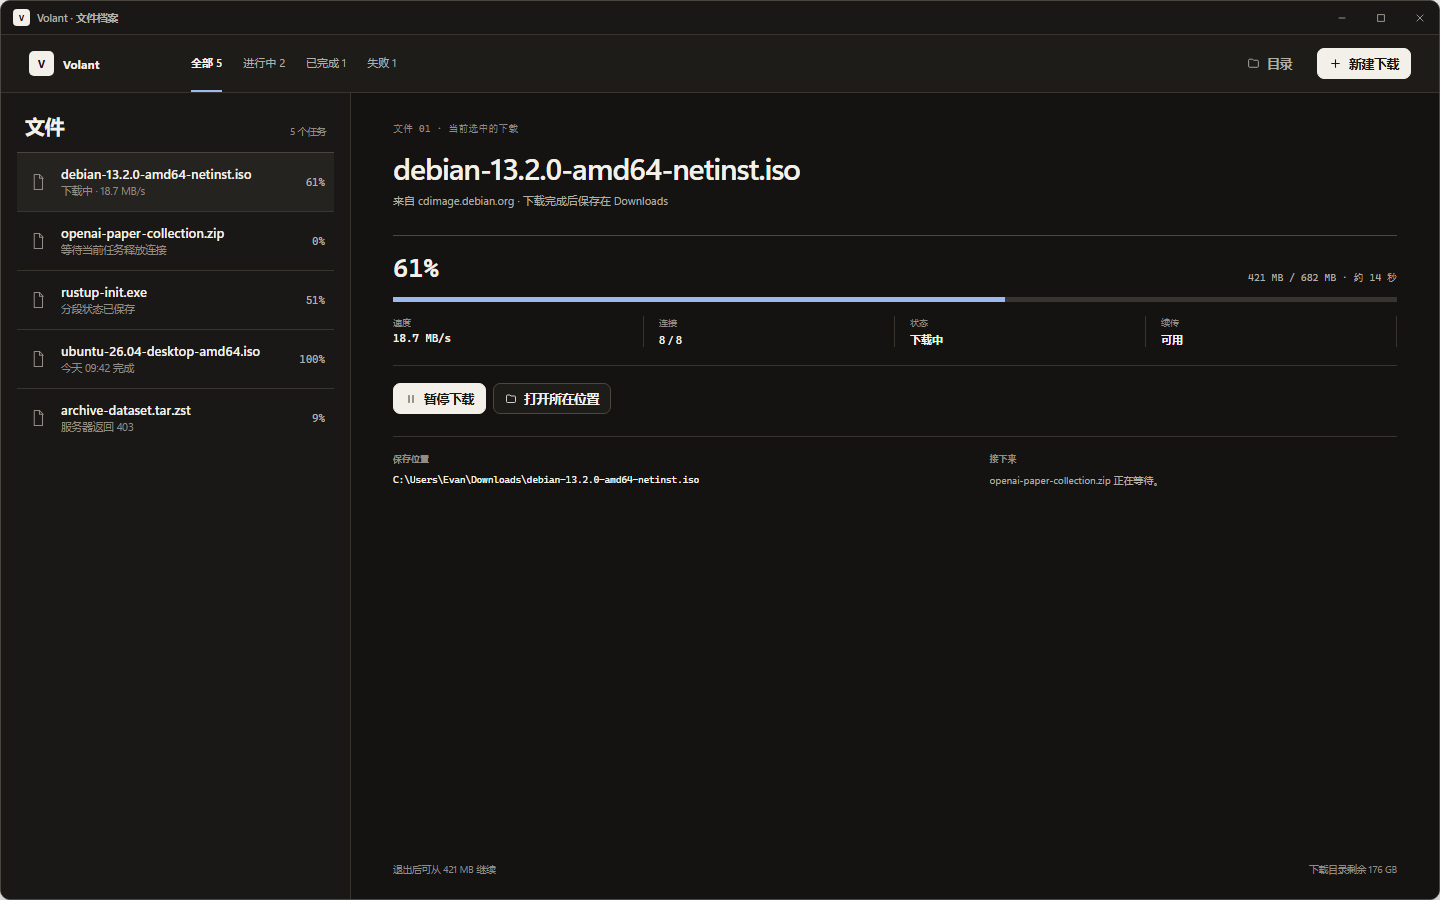 V Volant · 文件档案
V Volant 全部 5 进行中 2 已完成 1 失败 1 目录 + 新建下载
文件 5 个任务
debian-13.2.0-amd64-netinst.iso
下载中 · 18.7 MB/s
61%
openai-paper-collection.zip
等待当前任务释放连接
0%
rustup-init.exe
分段状态已保存
51%
ubuntu-26.04-desktop-amd64.iso
今天 09:42 完成
100%
archive-dataset.tar.zst
服务器返回 403
9%
文件 01 · 当前选中的下载
debian-13.2.0-amd64-netinst.iso
来自 cdimage.debian.org · 下载完成后保存在 Downloads
61%
421 MB / 682 MB · 约 14 秒
速度
18.7 MB/s
连接
8 / 8
状态
下载中
续传
可用
暂停下载 打开所在位置
保存位置
C:\Users\Evan\Downloads\debian-13.2.0-amd64-netinst.iso
接下来
openai-paper-collection.zip 正在等待。
退出后可从 421 MB 继续
下载目录剩余 176 GB